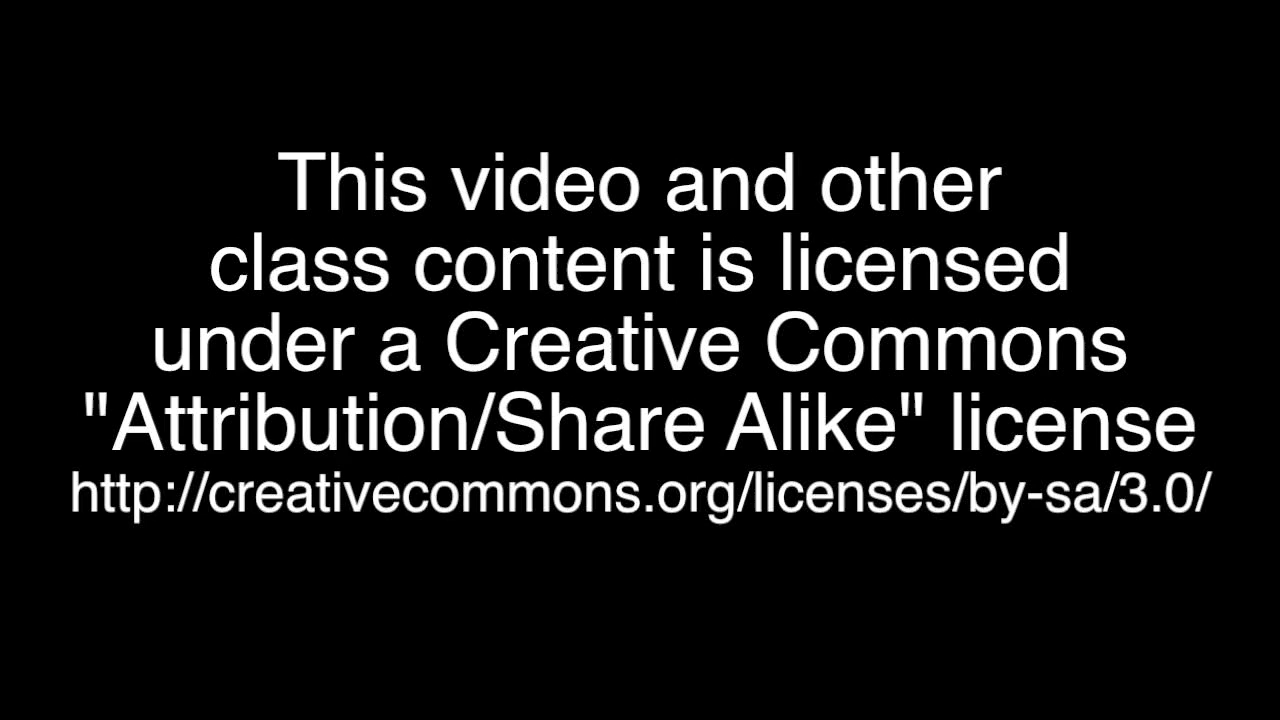 This video and other
class content is licensed
under a Creative Commons
"Attribution/Share Alike" license
http://creativecommons.org/licenses/by-sa/3.0/